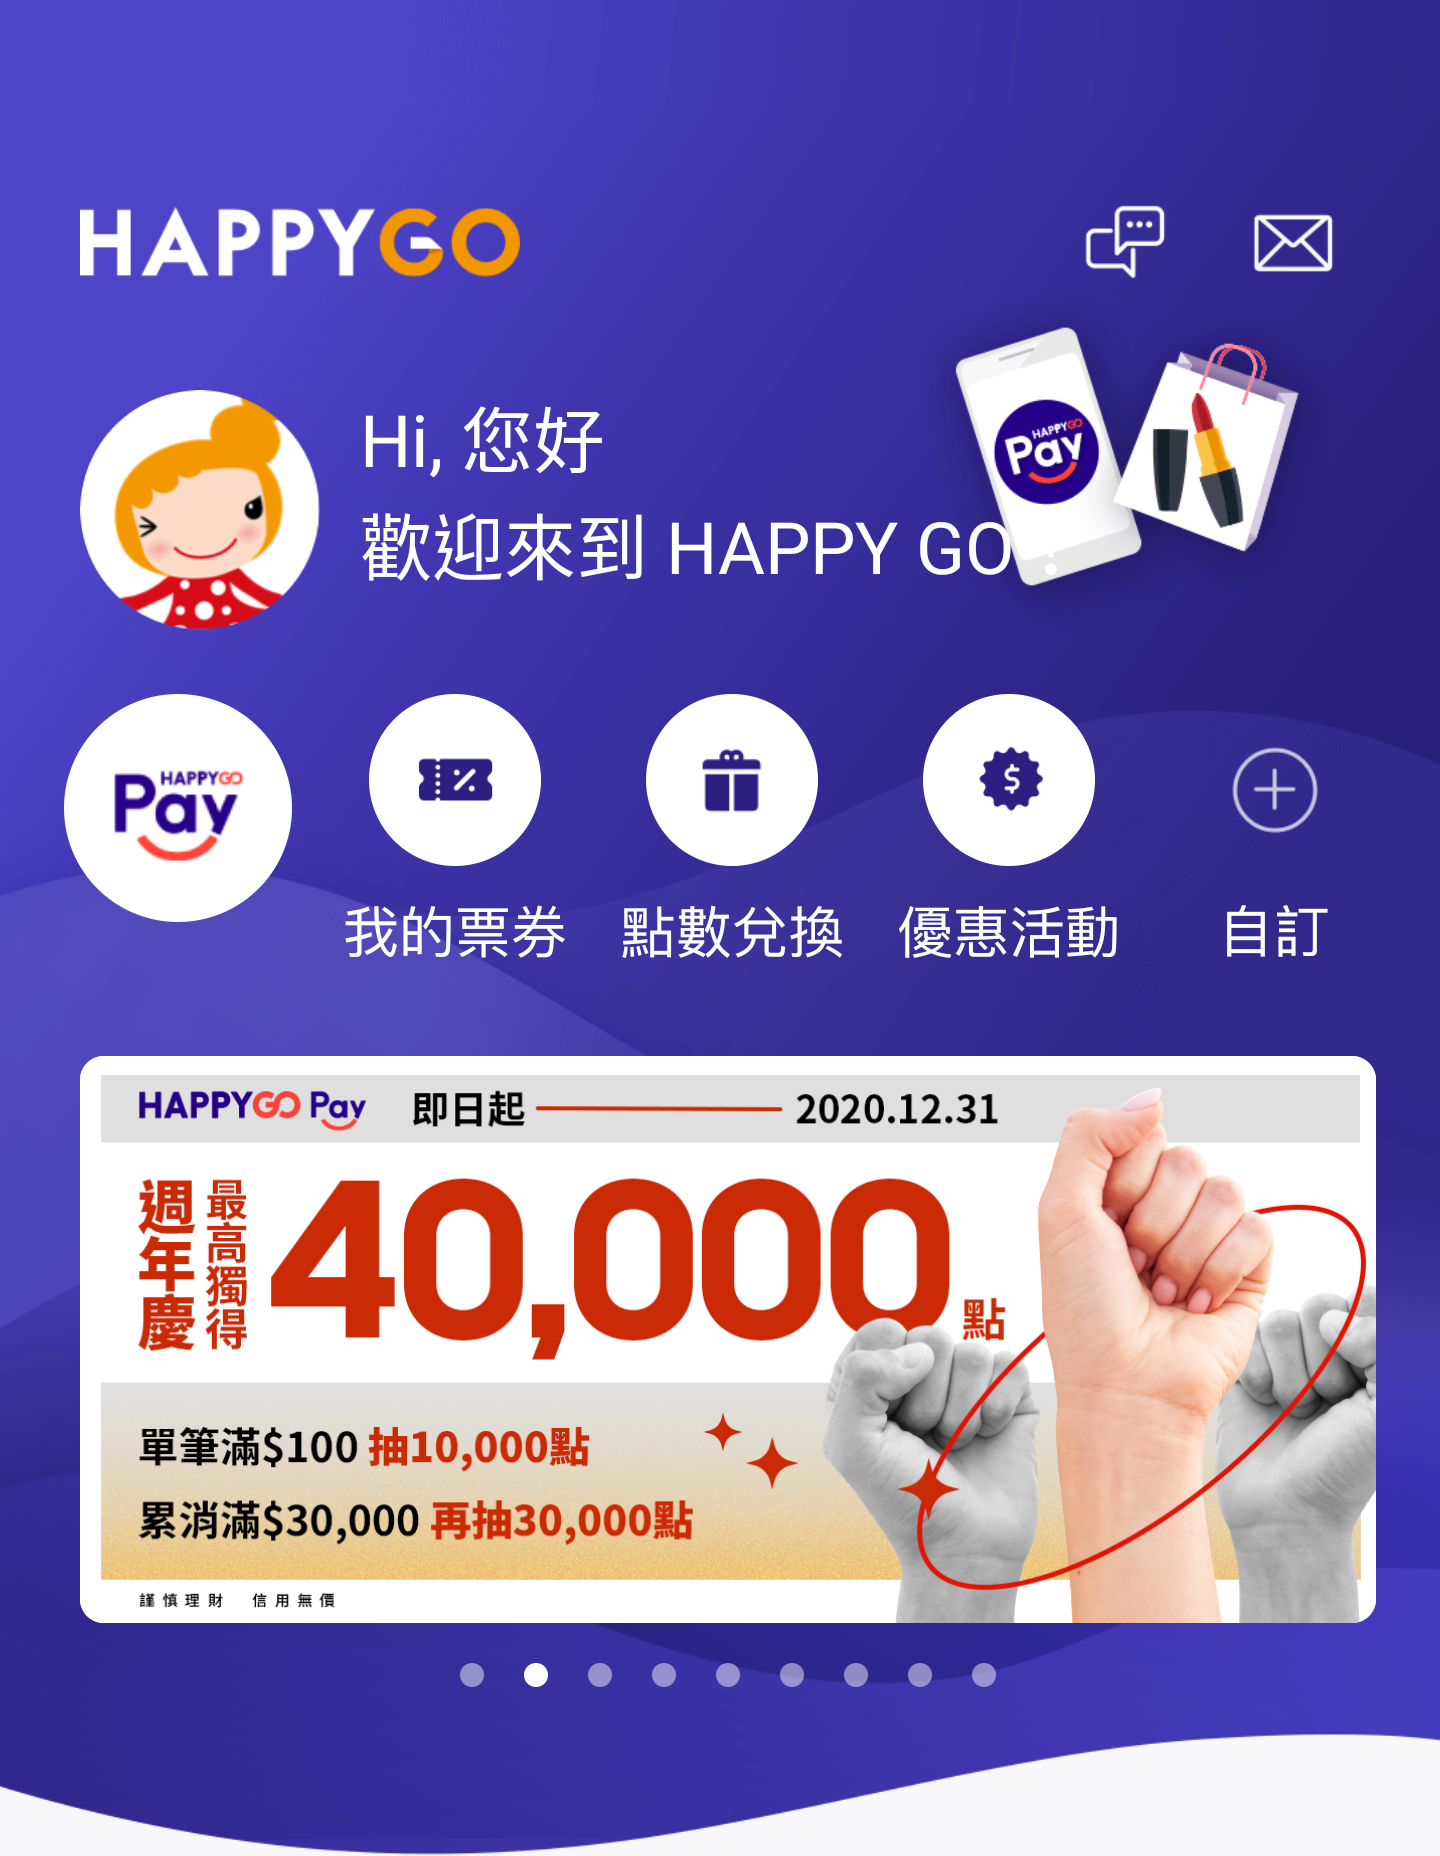 HAPPYGO
Hi, 您好
歡迎來到 HAPPY GO！
HAPPYGO
Pay
HAPPYGO
Pay
我的票券
點數兌換
優惠活動
自訂
HAPPYGO Pay 即日起 2020.12.31
週年慶
最高獨得
40,000點
單筆滿$100 抽10,000點
累消滿$30,000 再抽30,000點
謹慎理財 信用無價